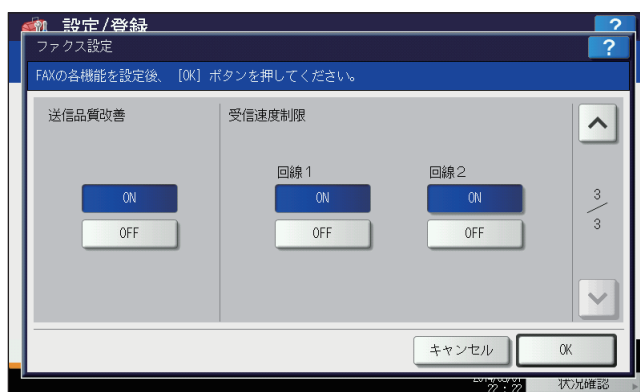 設定/登録 ?
ファクス設定 ?
FAXの各機能を設定後、 [OK] ボタンを押してください。
送信品質改善 受信速度制限
回線1 回線2
ON ON ON
OFF OFF OFF
3
3
キャンセル OK
22:22 状況確認